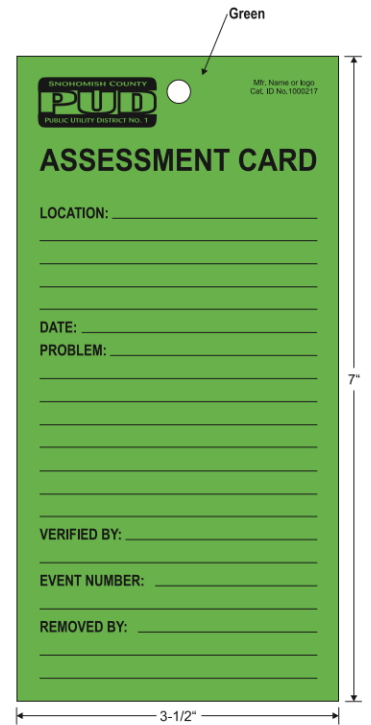 Green
SNOHOMISH COUNTY
PUD
PUBLIC UTILITY DISTRICT NO. 1
Mfr. Name or logo
Cat. ID No.1000217
ASSESSMENT CARD
LOCATION:
DATE:
PROBLEM:
7"
VERIFIED BY:
EVENT NUMBER:
REMOVED BY:
3-1/2"